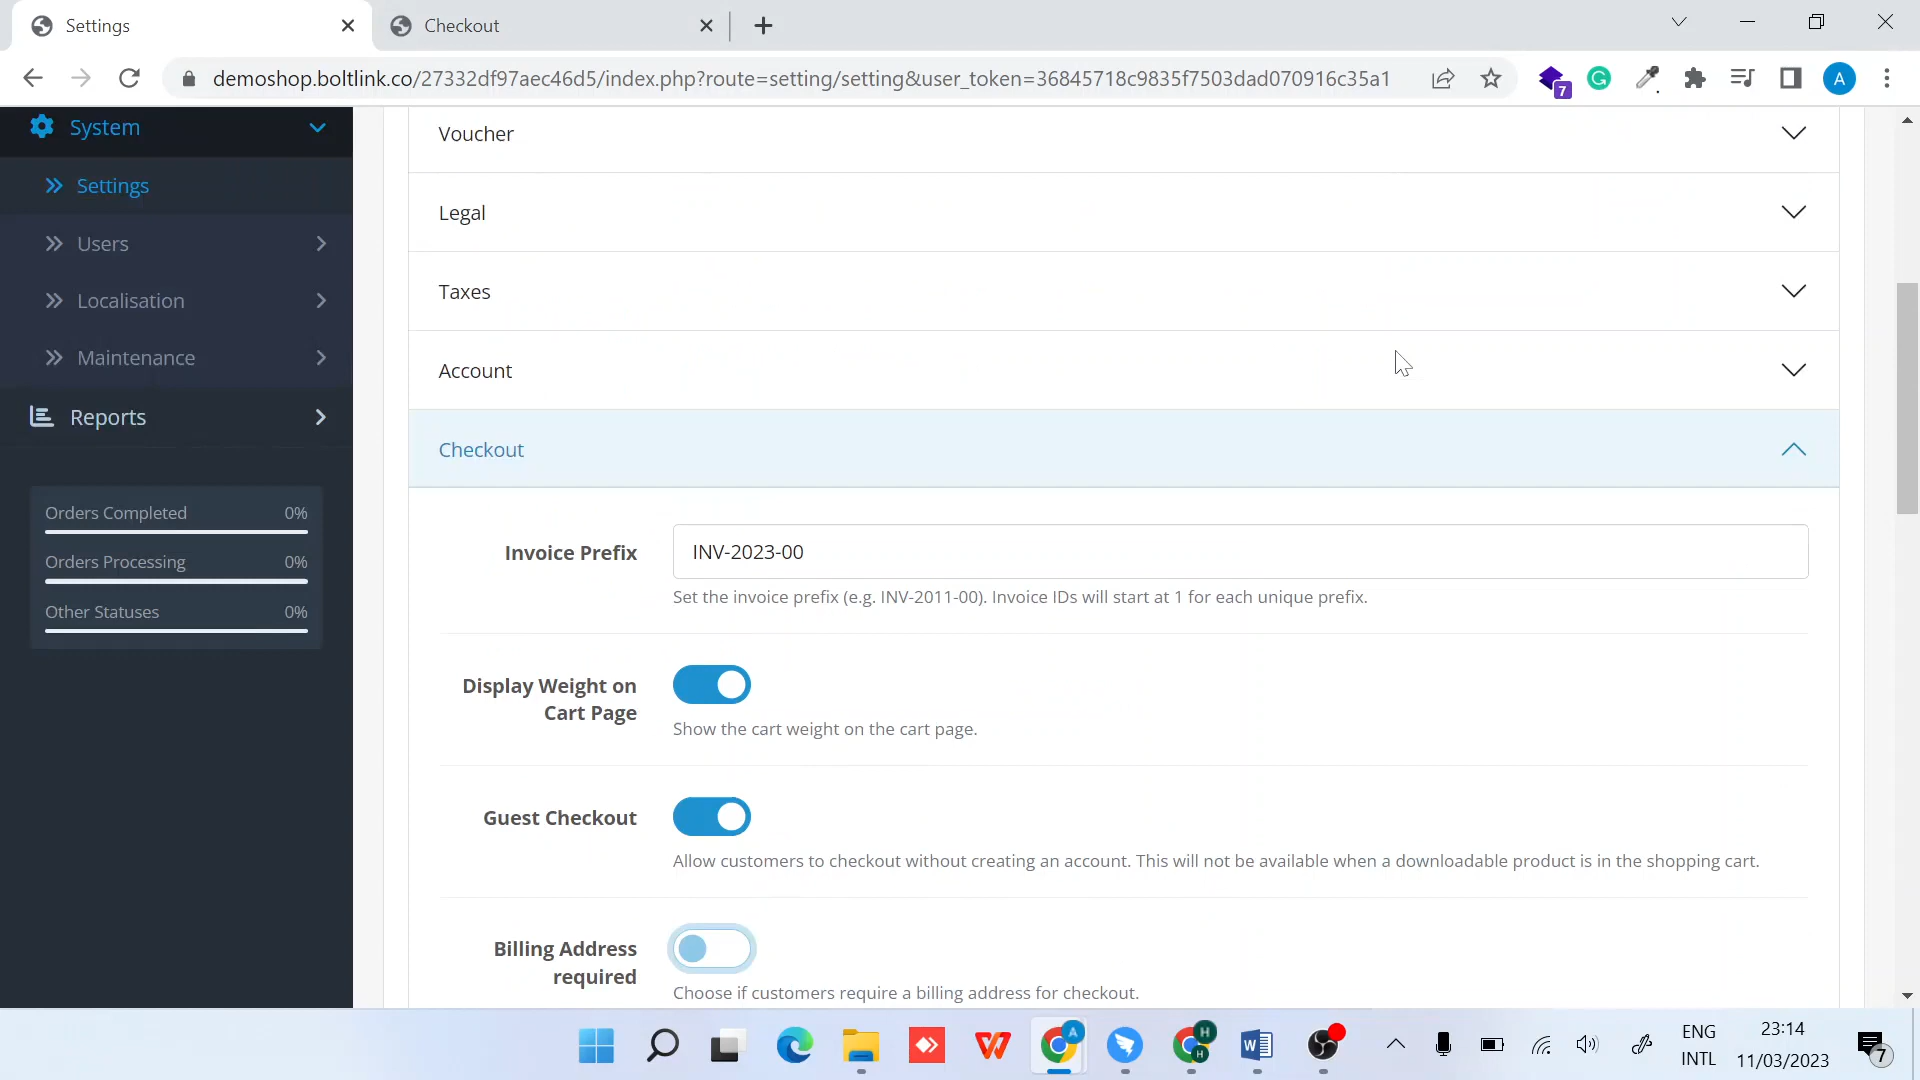 Settings
Checkout
demoshop.boltlink.co/27332df97aec46d5/index.php?route=setting/setting&user_token=36845718c9835f7503dad070916c35a1
7
G
A
System
Settings
Users
Localisation
Maintenance
Reports
Orders Completed 0%
Orders Processing 0%
Other Statuses 0%
Voucher
Legal
Taxes
Account
Checkout
Invoice Prefix
INV-2023-00
Set the invoice prefix (e.g. INV-2011-00). Invoice IDs will start at 1 for each unique prefix.
Display Weight on
Cart Page
Show the cart weight on the cart page.
Guest Checkout
Allow customers to checkout without creating an account. This will not be available when a downloadable product is in the shopping cart.
Billing Address
required
Choose if customers require a billing address for checkout.
A
H
H
W
ENG
INTL
23:14
11/03/2023
7